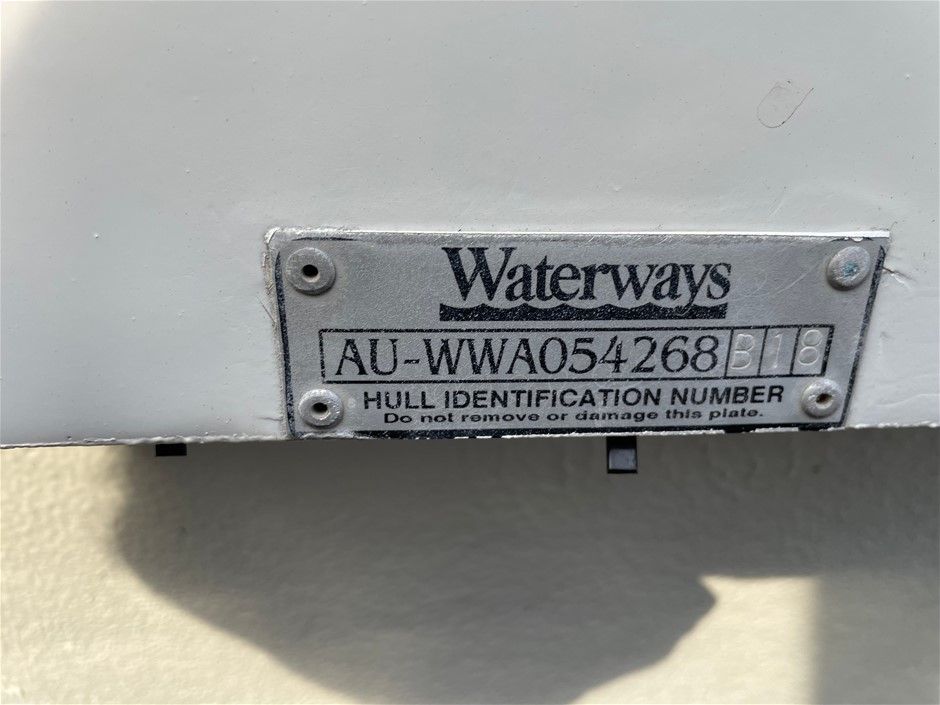 Waterways
AU-WWA054268B18
HULL IDENTIFICATION NUMBER
Do not remove or damage this plate.